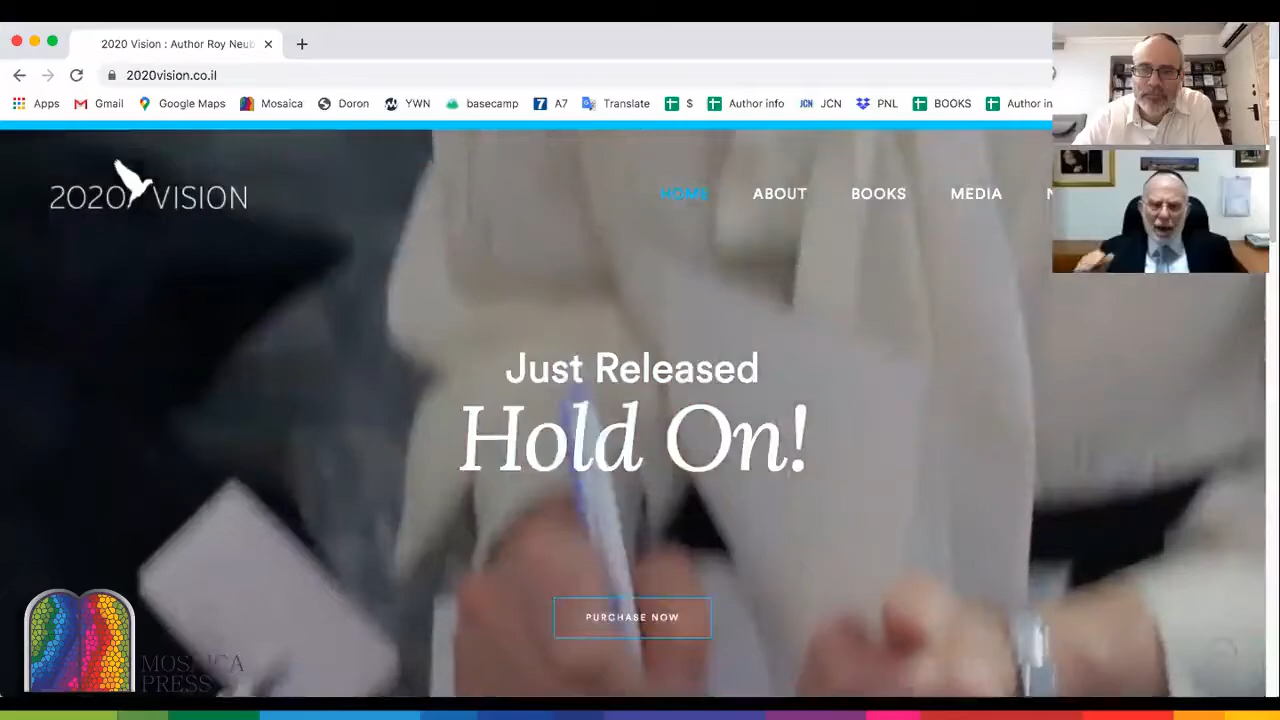 2020 Vision : Author Roy Neub
2020vision.co.il
Apps Gmail Google Maps Mosaica Doron YWN basecamp 7 A7 Translate $ Author info JCN JCN PNL BOOKS Author in
2020 VISION
HOME ABOUT BOOKS MEDIA
Just Released
Hold On!
PURCHASE NOW
MOSAICA
PRESS